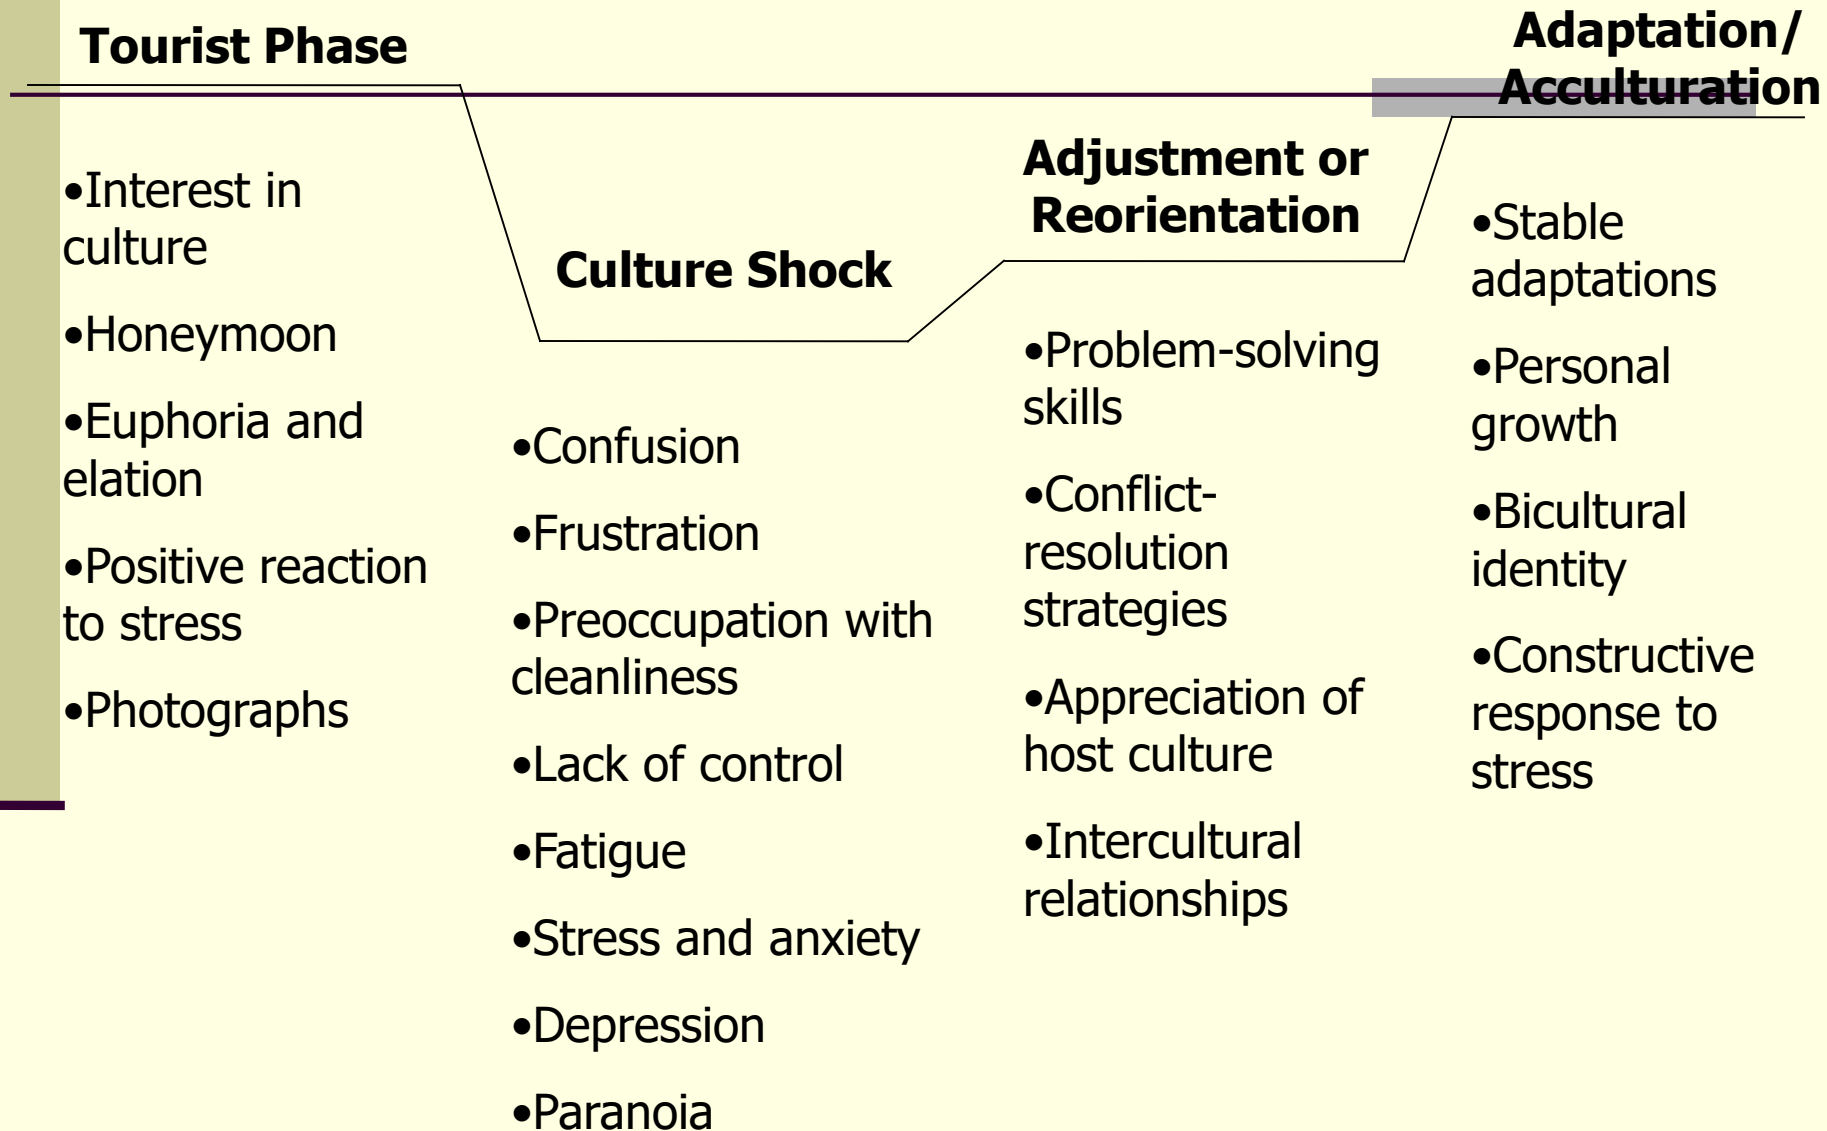 Tourist Phase
•Interest in
culture
•Honeymoon
•Euphoria and
elation
•Positive reaction
to stress
•Photographs
Culture Shock
•Confusion
•Frustration
•Preoccupation with
cleanliness
•Lack of control
•Fatigue
•Stress and anxiety
•Depression
•Paranoia
Adjustment or
Reorientation
•Problem-solving
skills
•Conflict-
resolution
strategies
•Appreciation of
host culture
•Intercultural
relationships
Adaptation/
Acculturation
•Stable
adaptations
•Personal
growth
•Bicultural
identity
•Constructive
response to
stress